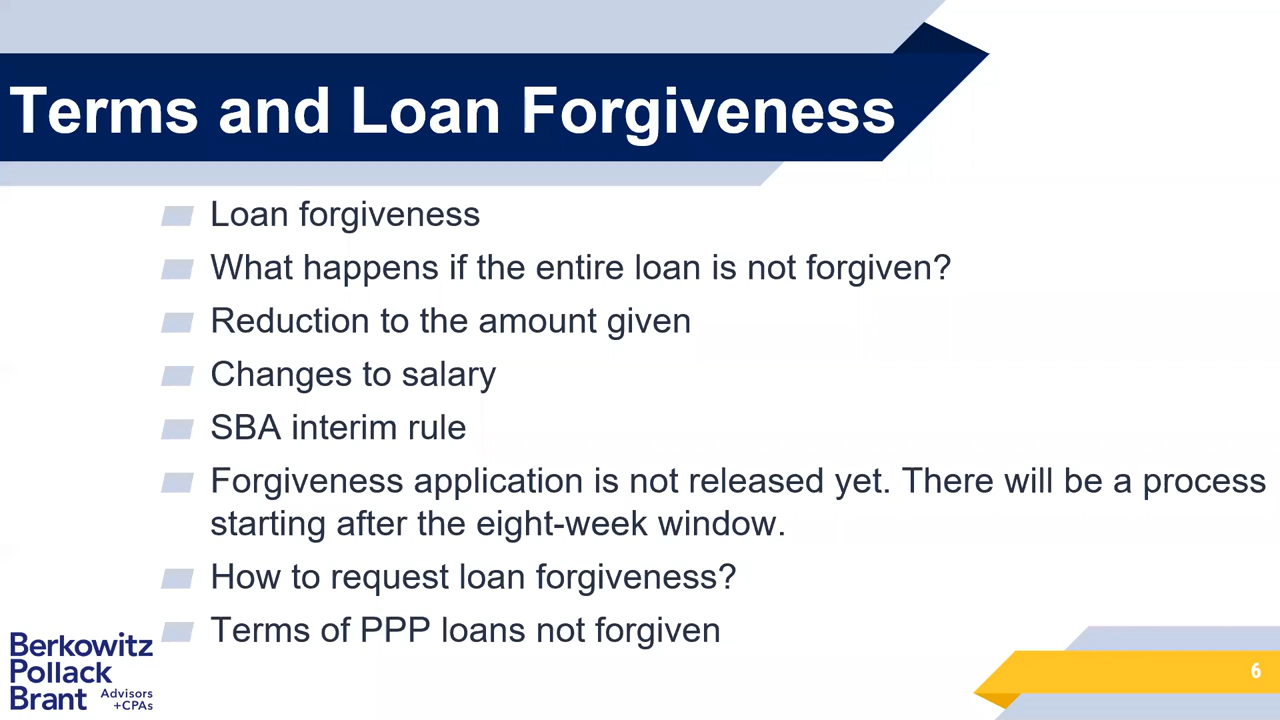 Terms and Loan Forgiveness
Loan forgiveness
What happens if the entire loan is not forgiven?
Reduction to the amount given
Changes to salary
SBA interim rule
Forgiveness application is not released yet. There will be a process
starting after the eight-week window.
How to request loan forgiveness?
Terms of PPP loans not forgiven
Berkowitz
Pollack
Brant Advisors
+CPAs
6